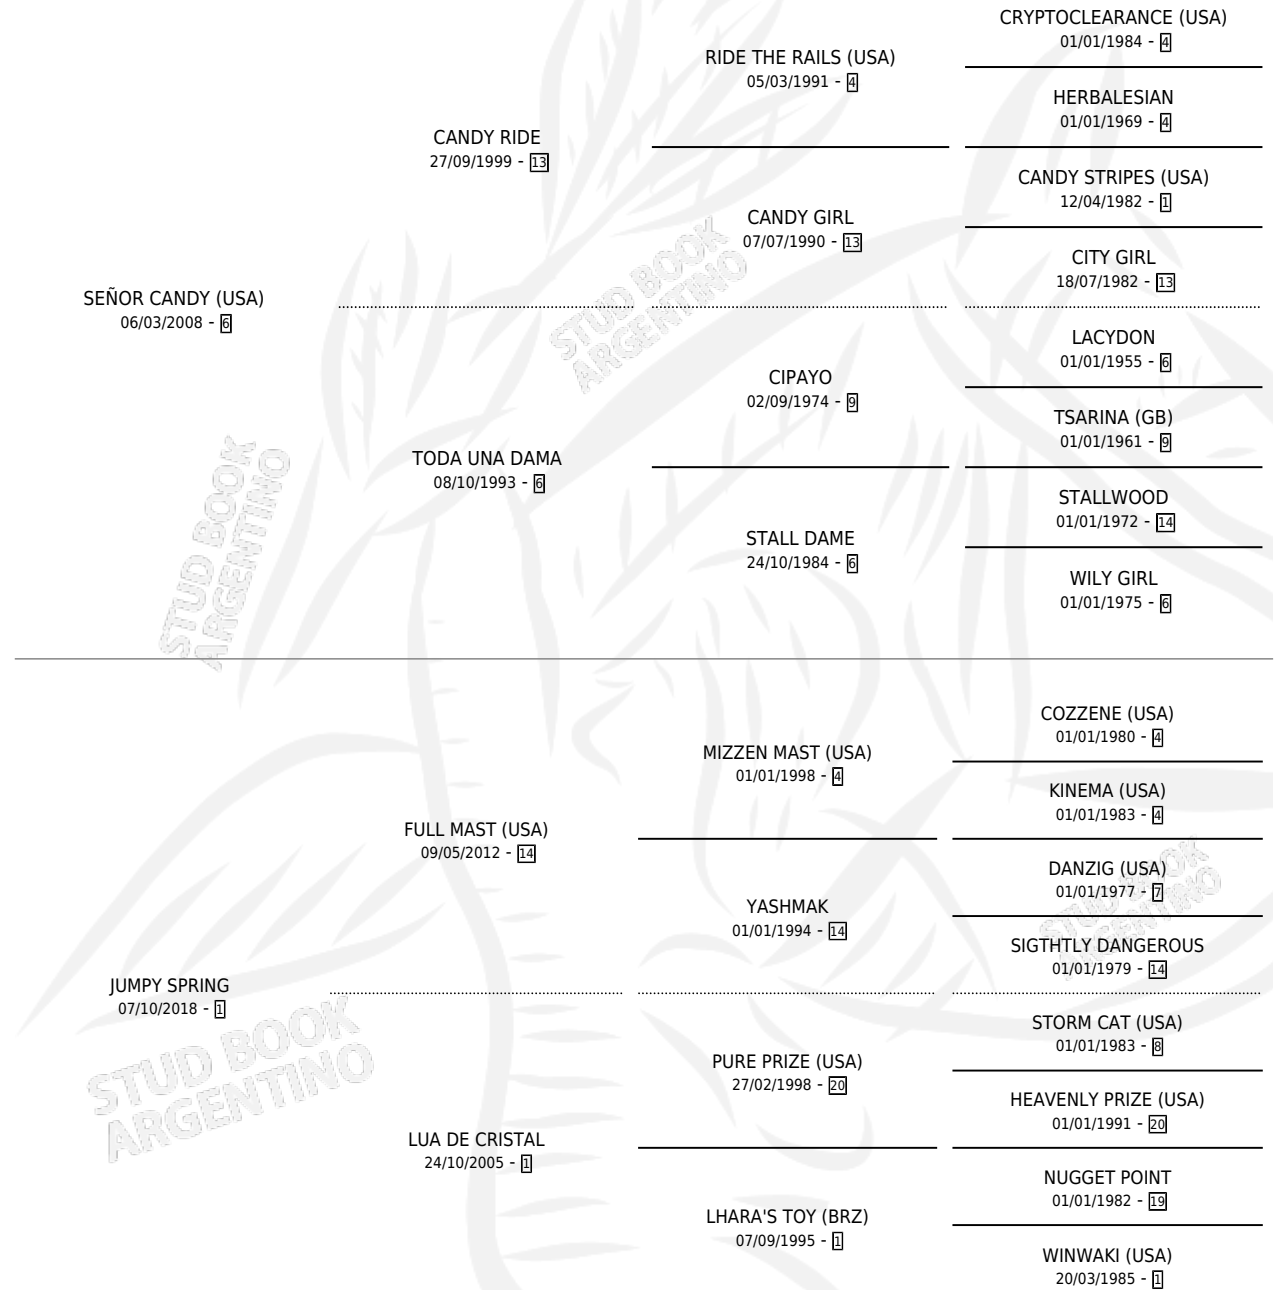 CRYPTOCLEARANCE (USA)
01/01/1984 - 4
RIDE THE RAILS (USA)
05/03/1991 - 4
HERBALESIAN
01/01/1969 - 4
CANDY RIDE
27/09/1999 - 13
CANDY STRIPES (USA)
12/04/1982 - 1
CANDY GIRL
07/07/1990 - 13
CITY GIRL
18/07/1982 - 13
SEÑOR CANDY (USA)
06/03/2008 - 6
LACYDON
01/01/1955 - 6
CIPAYO
02/09/1974 - 9
TSARINA (GB)
01/01/1961 - 9
TODA UNA DAMA
08/10/1993 - 6
STALLWOOD
01/01/1972 - 14
STALL DAME
24/10/1984 - 6
WILY GIRL
01/01/1975 - 6
STUD BOOK
ARGENTINO
STUD BOOK
ARGENTINO
COZZENE (USA)
01/01/1980 - 4
MIZZEN MAST (USA)
01/01/1998 - 4
KINEMA (USA)
01/01/1983 - 4
FULL MAST (USA)
09/05/2012 - 14
DANZIG (USA)
01/01/1977 - 7
YASHMAK
01/01/1994 - 14
SIGTHTLY DANGEROUS
01/01/1979 - 14
JUMPY SPRING
07/10/2018 - 1
STORM CAT (USA)
01/01/1983 - 8
PURE PRIZE (USA)
27/02/1998 - 20
HEAVENLY PRIZE (USA)
01/01/1991 - 20
LUA DE CRISTAL
24/10/2005 - 1
NUGGET POINT
01/01/1982 - 19
LHARA'S TOY (BRZ)
07/09/1995 - 1
WINWAKI (USA)
20/03/1985 - 1
STUD BOOK
ARGENTINO
STUD BOOK
ARGENTINO